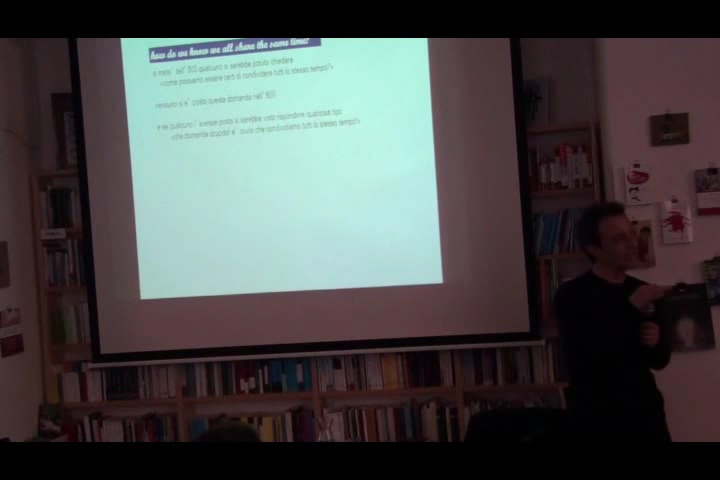 how do we know we all share the same time?
a meta' dell' 800 qualcuno si sarebbe potuto chiedere
«come possiamo essere certi di condividere tutti lo stesso tempo?»
nessuno si e' posto questa domanda nell' 800
e se qualcuno l' avesse posta si sarebbe visto rispondere qualcosa tipo
«che domanda stupida! e' ovvio che condividiamo tutti lo stesso tempo!»